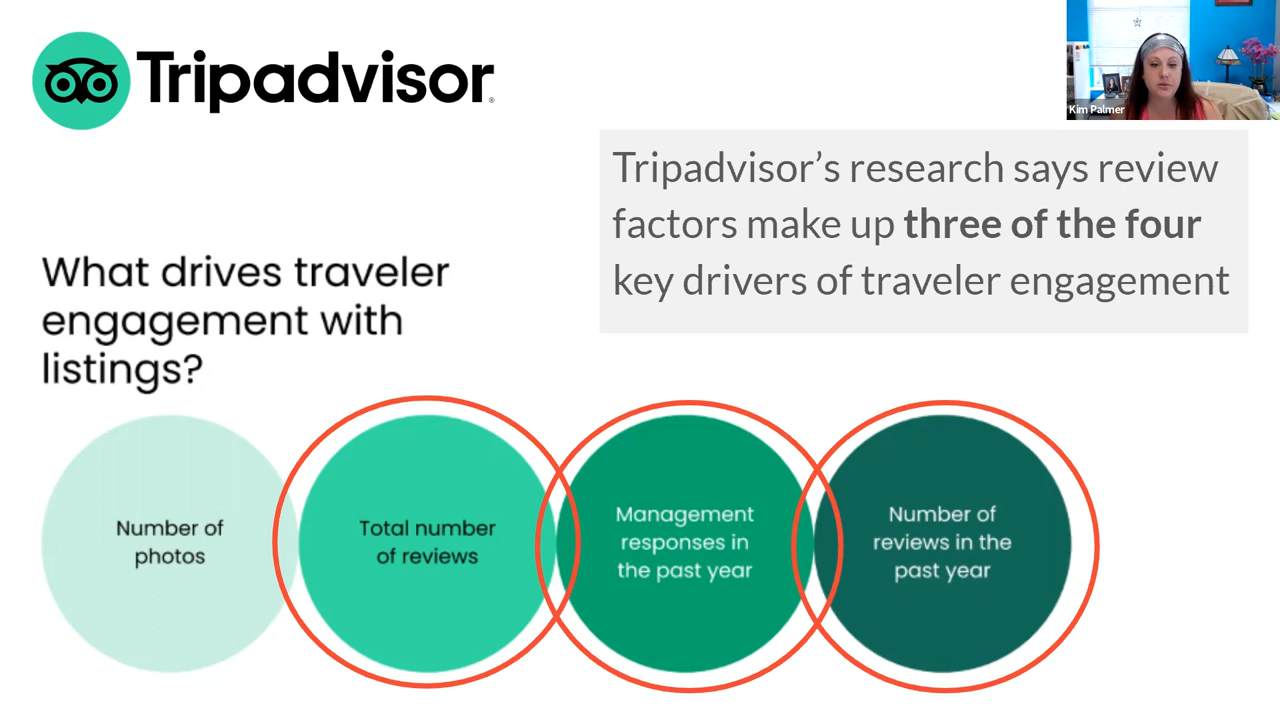 Tripadvisor®
Kim Palmer
Tripadvisor’s research says review
factors make up three of the four
key drivers of traveler engagement
What drives traveler
engagement with
listings?
Number of
photos
Total number
of reviews
Management
responses in
the past year
Number of
reviews in the
past year